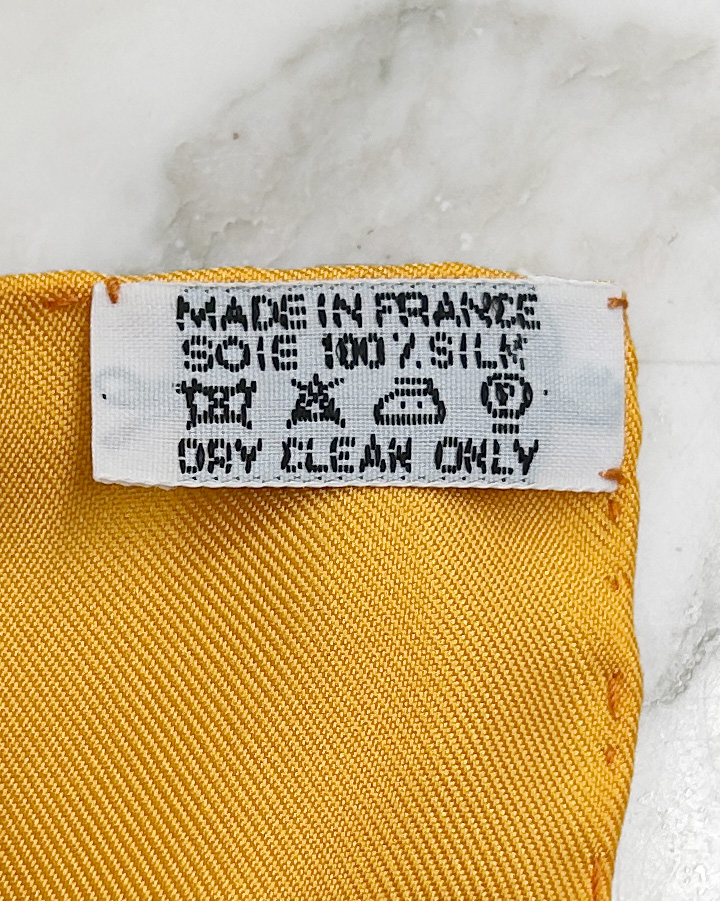 MADE IN FRANCE
SOIE 100% SILK
P
DRY CLEAN ONLY